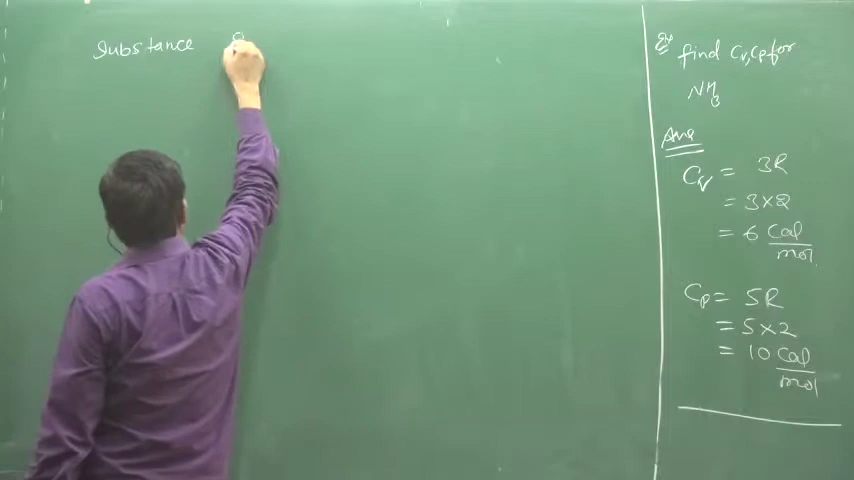 Substance
Ex find Cv, Cp for
NH3
Ans
Cv = 3R
= 3×2
= 6 Cal/mol.
Cp = 5R
= 5×2
= 10 Cal/mol